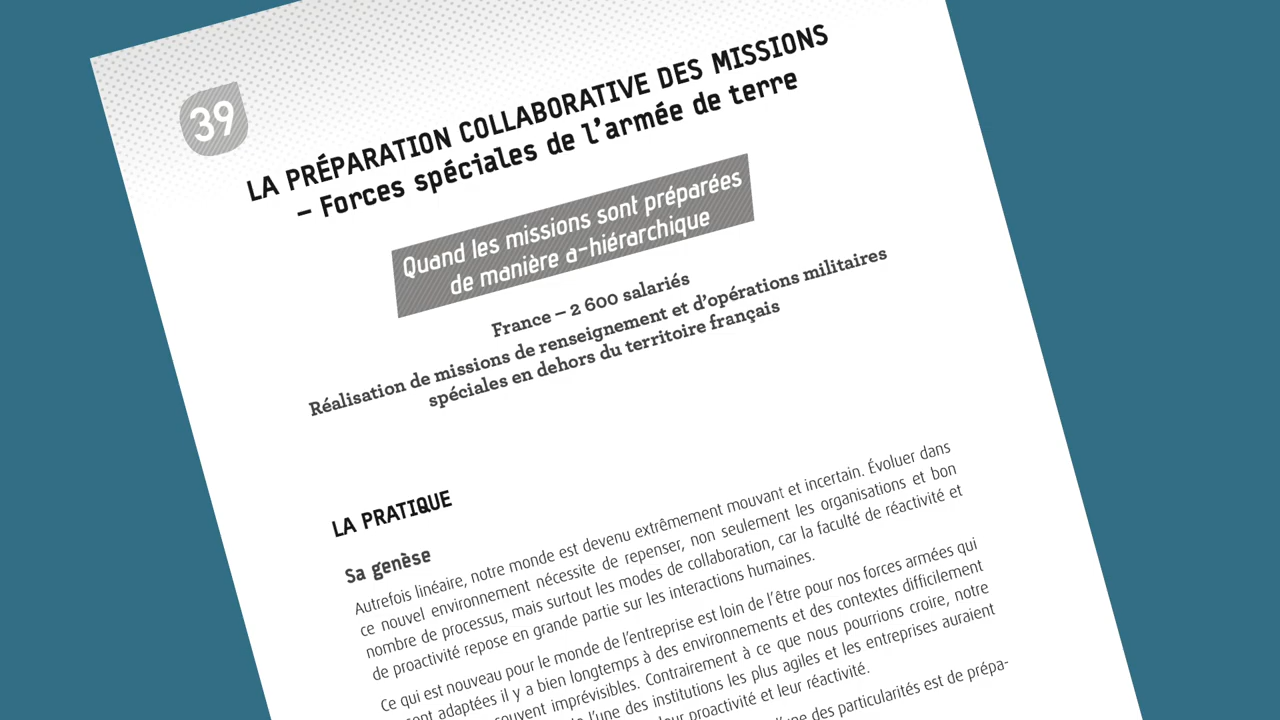 39
LA PRÉPARATION COLLABORATIVE DES MISSIONS
– Forces spéciales de l'armée de terre
Quand les missions sont préparées
de manière a-hiérarchique
France – 2 600 salariés
Réalisation de missions de renseignement et d'opérations militaires
spéciales en dehors du territoire français
LA PRATIQUE
Sa genèse
Autrefois linéaire, notre monde est devenu extrêmement mouvant et incertain. Évoluer dans
ce nouvel environnement nécessite de repenser, non seulement les organisations et bon
nombre de processus, mais surtout les modes de collaboration, car la faculté de réactivité et
de proactivité repose en grande partie sur les interactions humaines.
Ce qui est nouveau pour le monde de l'entreprise est loin de l'être pour nos forces armées qui
adaptées il y a bien longtemps à des environnements et des contextes difficilement
imprévisibles. Contrairement à ce que nous pourrions croire, notre
l'une des institutions les plus agiles et les entreprises auraient
proactivité et leur réactivité.
des particularités est de prépa-